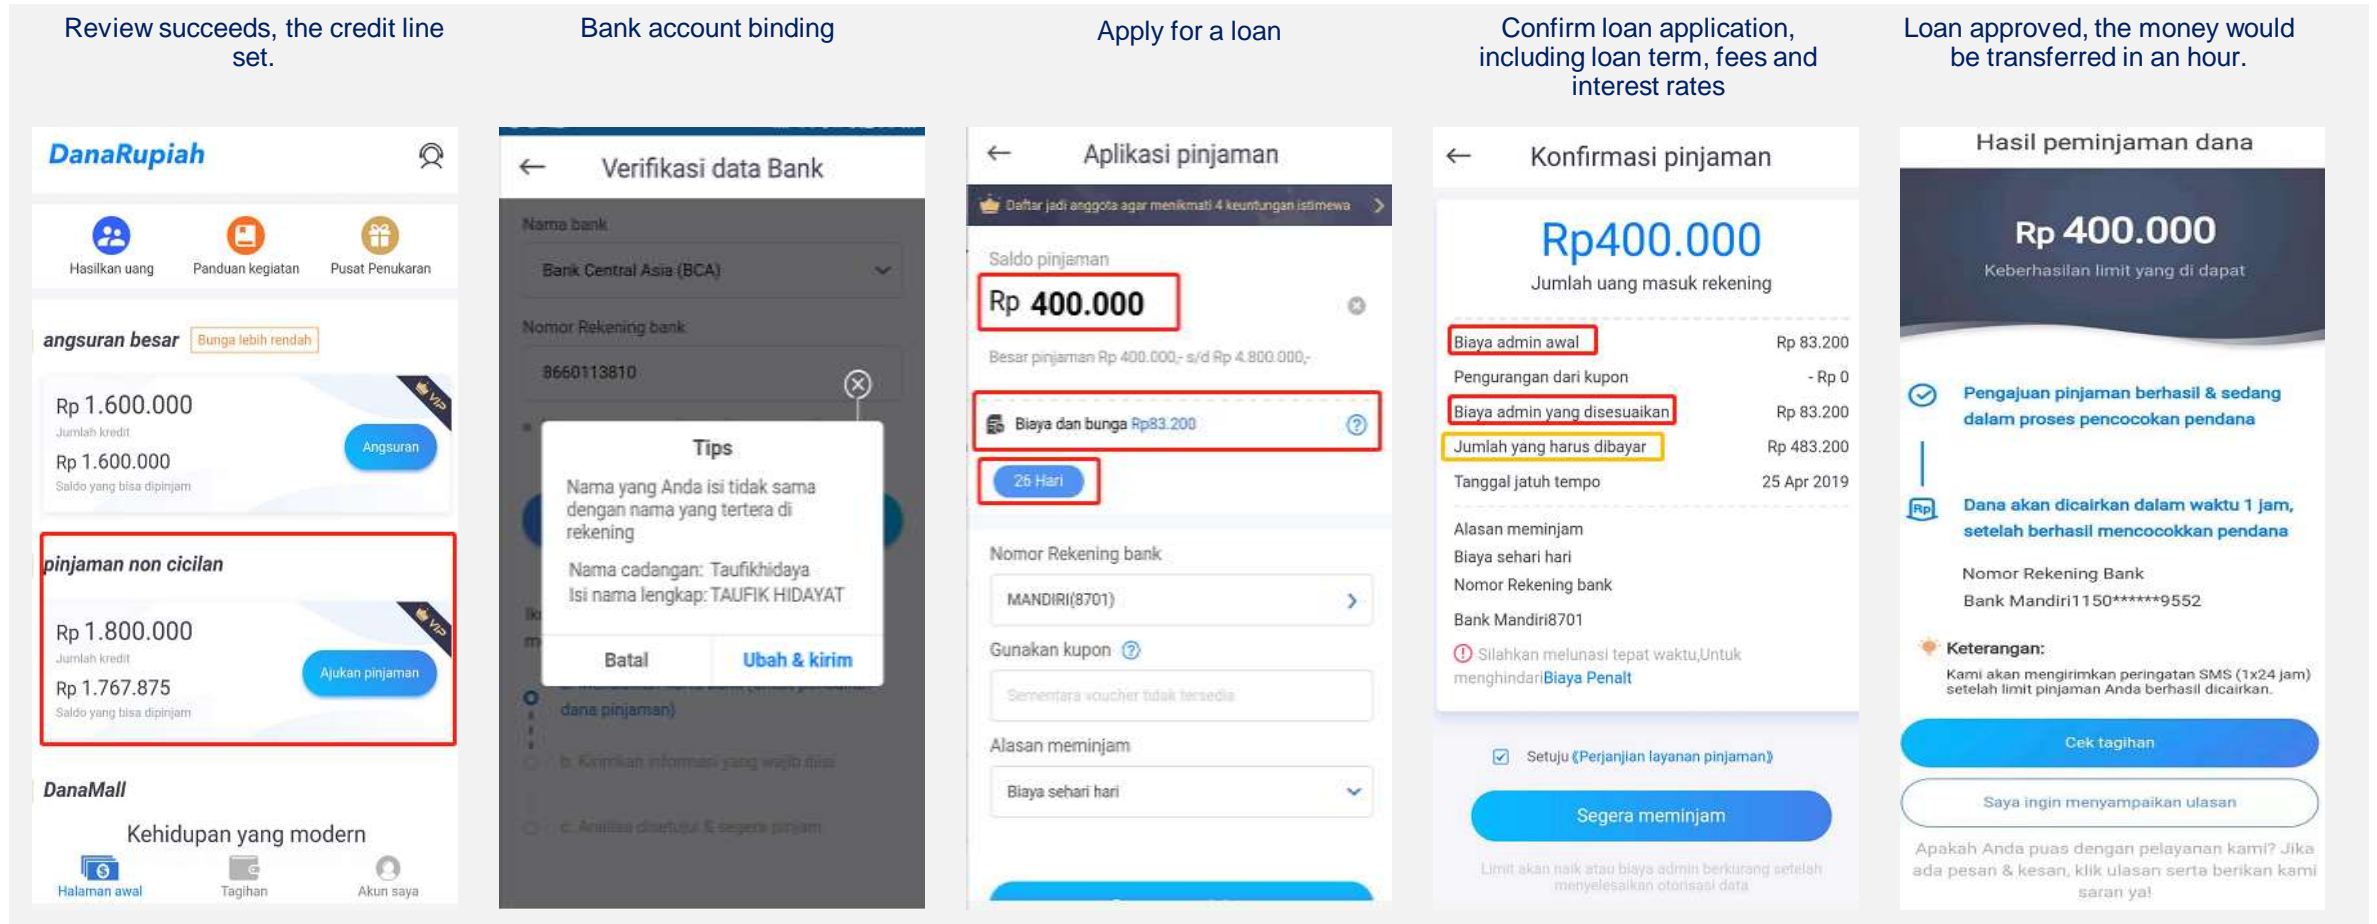 Review succeeds, the credit line
set.
DanaRupiah
Hasilkan uang
Panduan kegiatan
Pusat Penukaran
angsuran besar
Bunga lebih rendah
Rp 1.600.000
Jumlah kredit
Rp 1.600.000
Saldo yang bisa dipinjam
VIP
Angsuran
pinjaman non cicilan
Rp 1.800.000
Jumlah kredit
Rp 1.767.875
Saldo yang bisa dipinjam
VIP
Ajukan pinjaman
DanaMall
Kehidupan yang modern
Halaman awal
Tagihan
Akun saya
Bank account binding
Verifikasi data Bank
Nama bank
Bank Central Asia (BCA)
Nomor Rekening bank
8660113810
Tips
Nama yang Anda isi tidak sama
dengan nama yang tertera di
rekening
Nama cadangan: Taufikhidaya
Isi nama lengkap: TAUFIK HIDAYAT
Batal
Ubah & kirim
dana pinjaman)
b. Kirimkan informasi yang wajib diisi
c. Analisa disetujui & segera pinjam
Apply for a loan
Aplikasi pinjaman
Daftar jadi anggota agar menikmati 4 keuntungan istimewa
Saldo pinjaman
Rp 400.000
Besar pinjaman Rp 400.000,- s/d Rp 4.800.000,-
Biaya dan bunga Rp83.200
26 Hari
Nomor Rekening bank
MANDIRI(8701)
Gunakan kupon
Sementara voucher tidak tersedia
Alasan meminjam
Biaya sehari hari
Confirm loan application,
including loan term, fees and
interest rates
Konfirmasi pinjaman
Rp400.000
Jumlah uang masuk rekening
Biaya admin awal Rp 83.200
Pengurangan dari kupon - Rp 0
Biaya admin yang disesuaikan Rp 83.200
Jumlah yang harus dibayar Rp 483.200
Tanggal jatuh tempo 25 Apr 2019
Alasan meminjam
Biaya sehari hari
Nomor Rekening bank
Bank Mandiri8701
Silahkan melunasi tepat waktu,Untuk
menghindariBiaya Penalt
Setuju《Perjanjian layanan pinjaman》
Segera meminjam
Limit akan naik atau biaya admin berkurang setelah
menyelesaikan otorisasi data
Loan approved, the money would
be transferred in an hour.
Hasil peminjaman dana
Rp 400.000
Keberhasilan limit yang di dapat
Pengajuan pinjaman berhasil & sedang
dalam proses pencocokan pendana
Rp
Dana akan dicairkan dalam waktu 1 jam,
setelah berhasil mencocokkan pendana
Nomor Rekening Bank
Bank Mandiri1150******9552
Keterangan:
Kami akan mengirimkan peringatan SMS (1x24 jam)
setelah limit pinjaman Anda berhasil dicairkan.
Cek tagihan
Saya ingin menyampaikan ulasan
Apakah Anda puas dengan pelayanan kami? Jika
ada pesan & kesan, klik ulasan serta berikan kami
saran ya!